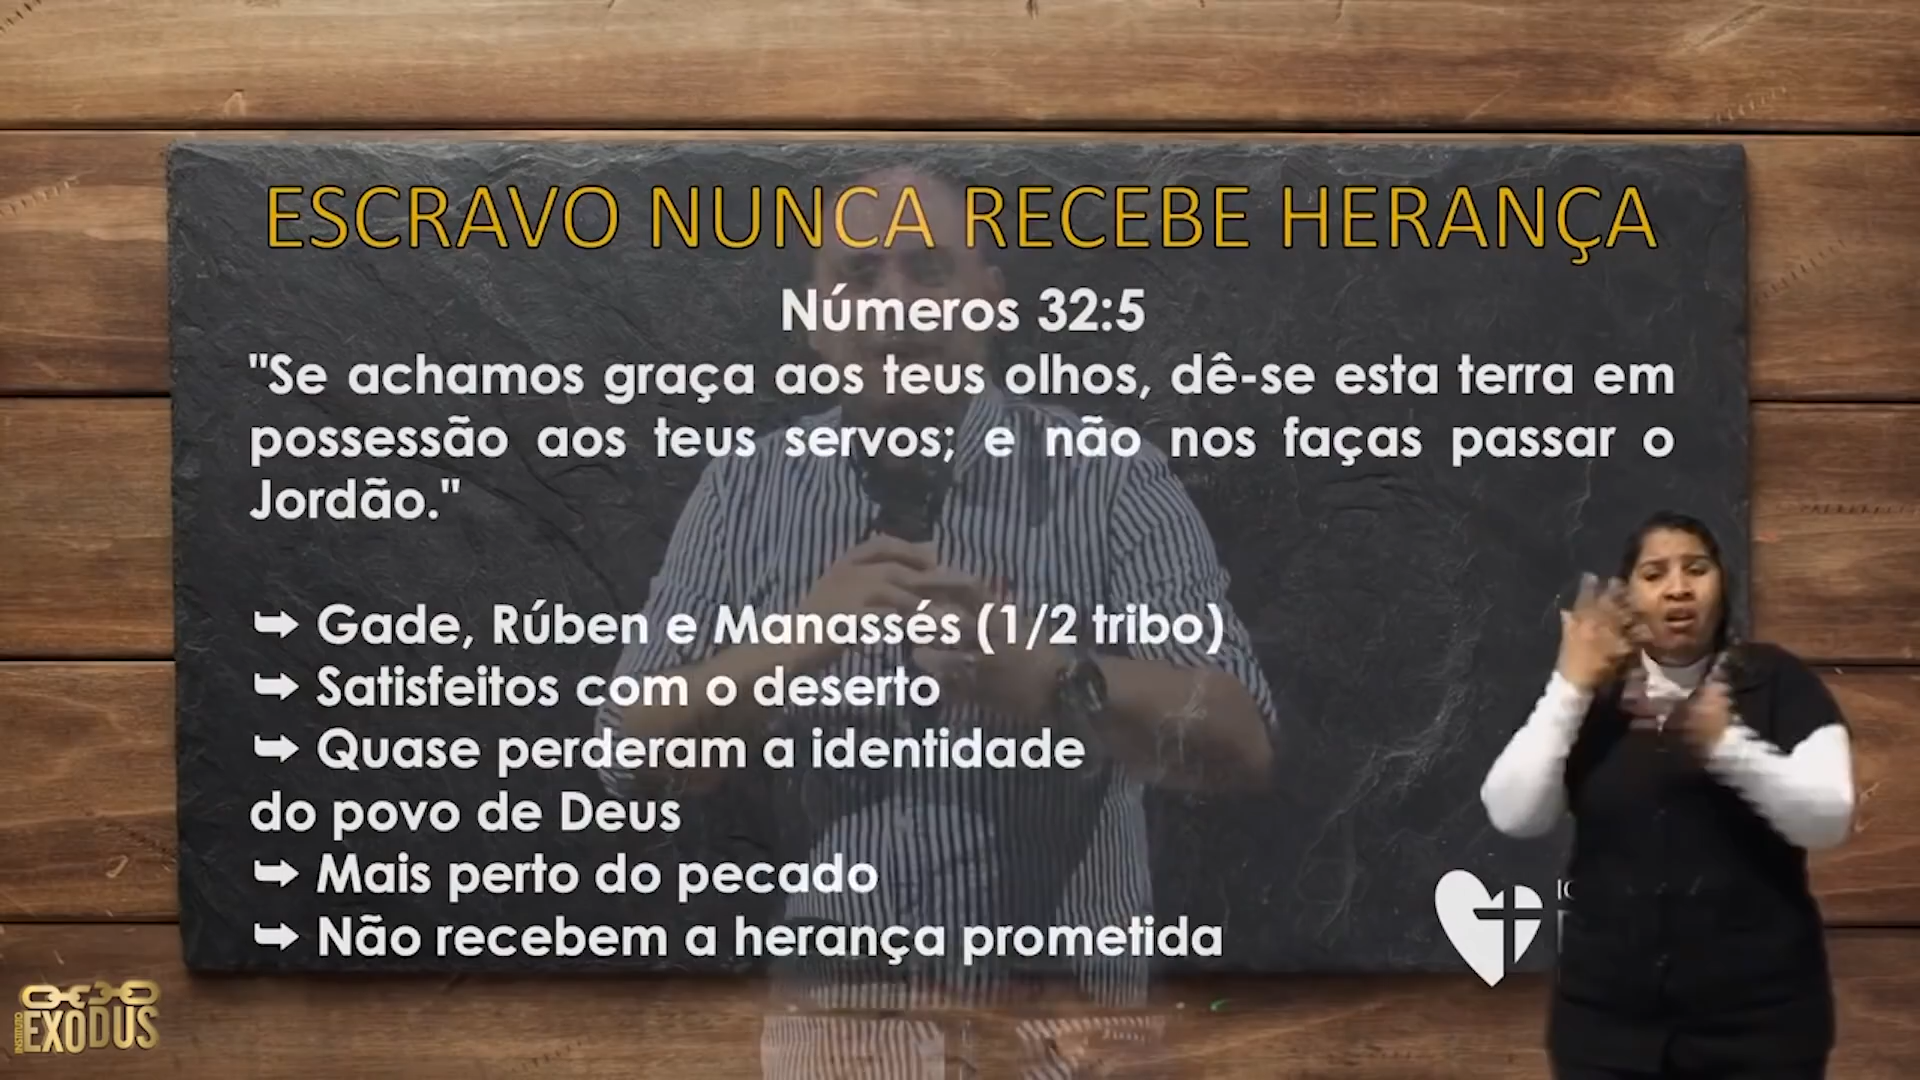 ESCRAVO NUNCA RECEBE HERANÇA
Números 32:5
"Se achamos graça aos teus olhos, dê-se esta terra em
possessão aos teus servos; e não nos faças passar o
Jordão."
➥ Gade, Rúben e Manassés (1/2 tribo)
➥ Satisfeitos com o deserto
➥ Quase perderam a identidade
do povo de Deus
➥ Mais perto do pecado
➥ Não recebem a herança prometida
INSTITUTO
EXODUS